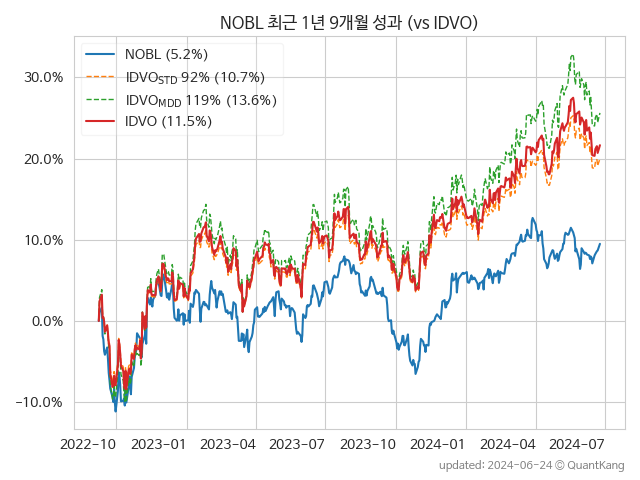 NOBL 최근 1년 9개월 성과 (vs IDVO)
NOBL (5.2%)
IDVOSTD 92% (10.7%)
IDVOMDD 119% (13.6%)
IDVO (11.5%)
30.0%
20.0%
10.0%
0.0%
−10.0%
2022-10 2023-01 2023-04 2023-07 2023-10 2024-01 2024-04 2024-07
updated: 2024-06-24 © QuantKang